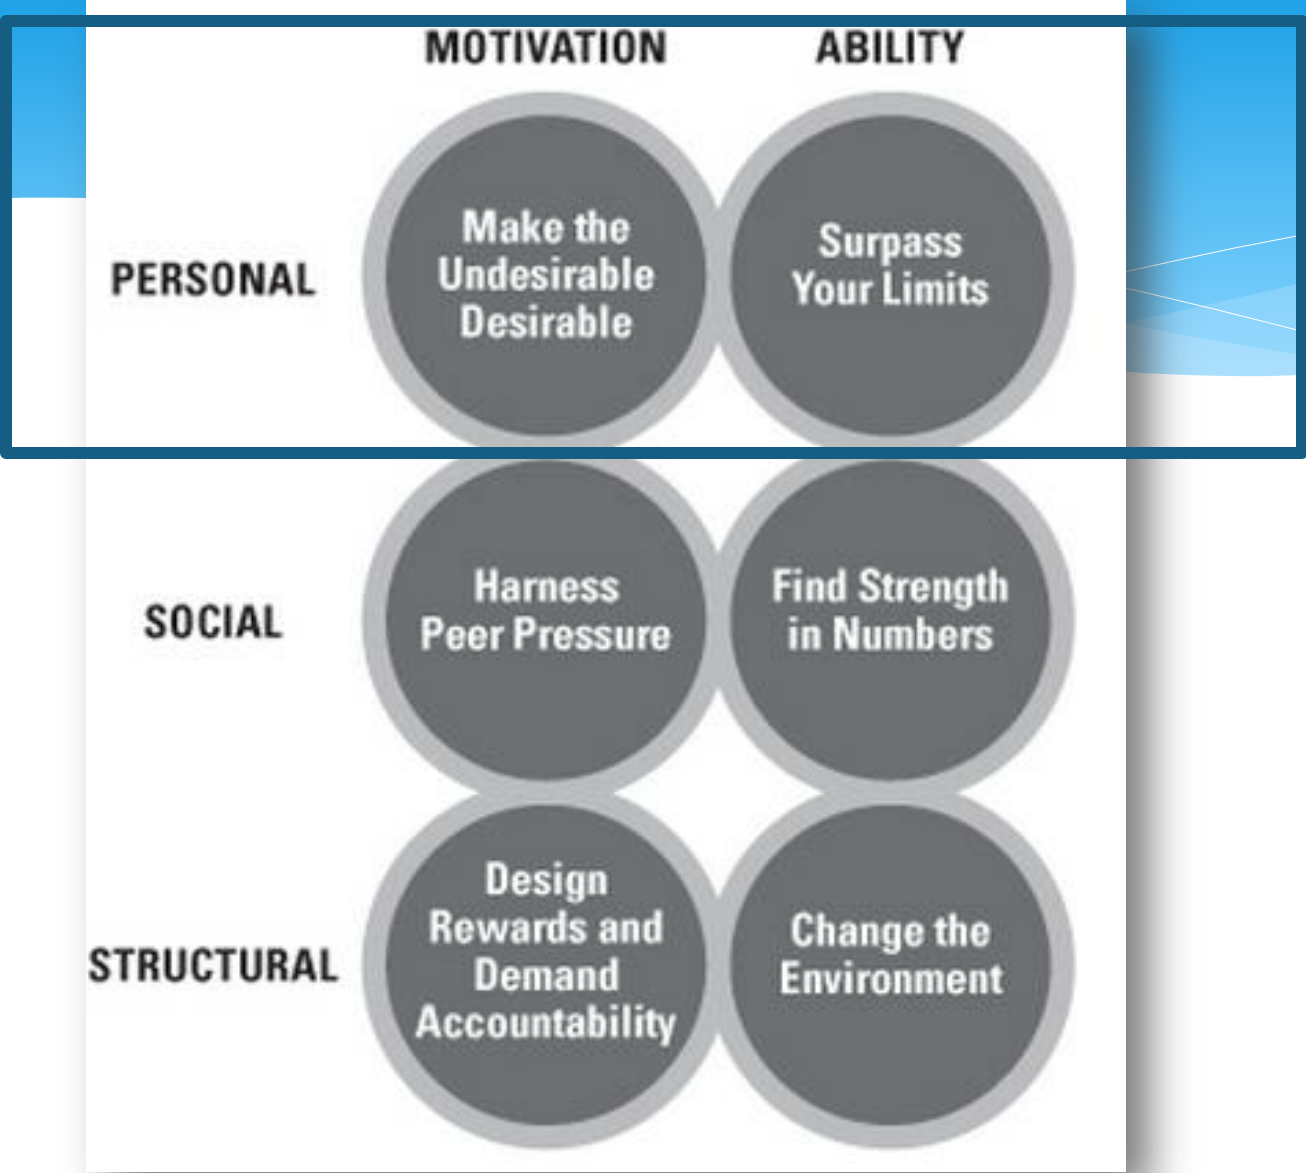 MOTIVATION ABILITY
PERSONAL
Make the
Undesirable
Desirable
Surpass
Your Limits
SOCIAL
Harness
Peer Pressure
Find Strength
in Numbers
STRUCTURAL
Design
Rewards and
Demand
Accountability
Change the
Environment